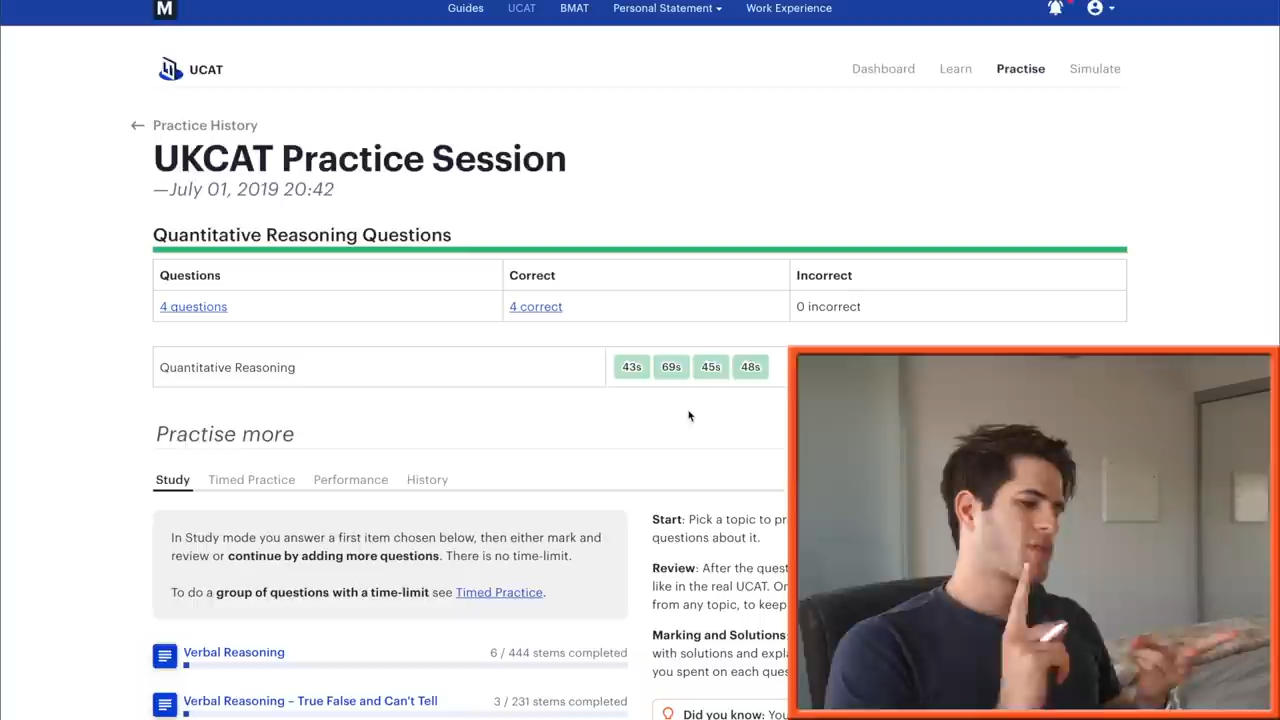 M Guides UCAT BMAT Personal Statement Work Experience
UCAT Dashboard Learn Practise Simulate
← Practice History
UKCAT Practice Session
—July 01, 2019 20:42
Quantitative Reasoning Questions
Questions Correct Incorrect
4 questions 4 correct 0 incorrect
Quantitative Reasoning 43s 69s 45s 48s
Practise more
Study Timed Practice Performance History
In Study mode you answer a first item chosen below, then either mark and
review or continue by adding more questions. There is no time-limit.
To do a group of questions with a time-limit see Timed Practice.
Verbal Reasoning 6 / 444 stems completed
Verbal Reasoning – True False and Can't Tell 3 / 231 stems completed
Start: Pick a topic to pr
questions about it.
Review: After the quest
like in the real UCAT. Or
from any topic, to keep
Marking and Solutions:
with solutions and expla
you spent on each ques
Did you know: You